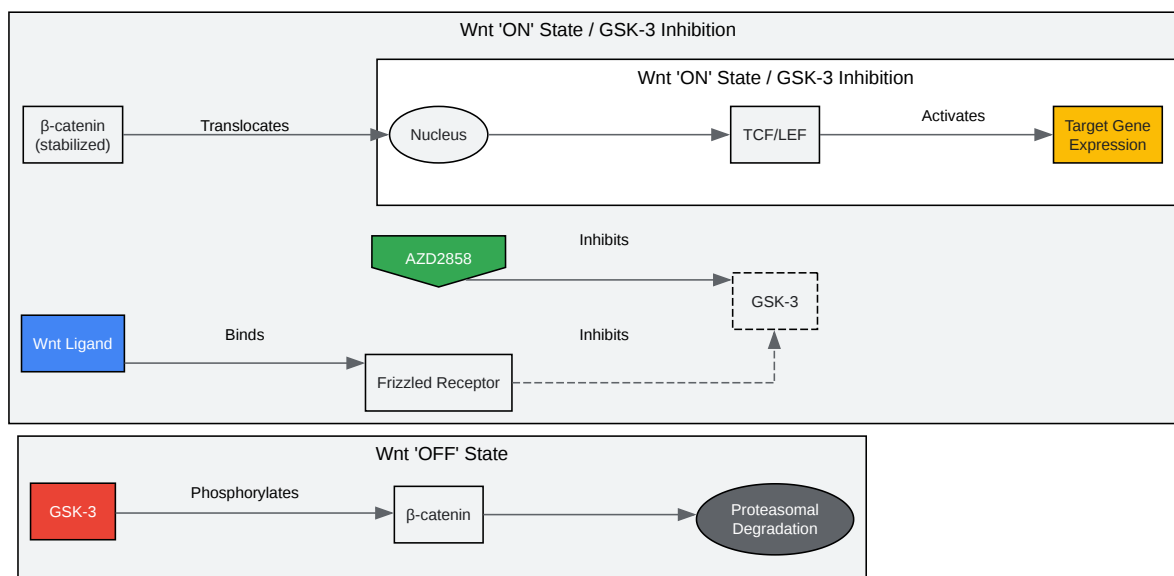 Wnt 'ON' State / GSK-3 Inhibition
Wnt 'ON' State / GSK-3 Inhibition
β-catenin
(stabilized)
Translocates
Nucleus
TCF/LEF
Activates
Target Gene
Expression
AZD2858
Inhibits
GSK-3
Wnt Ligand
Binds
Frizzled Receptor
Inhibits
Wnt 'OFF' State
GSK-3
Phosphorylates
β-catenin
Proteasomal
Degradation